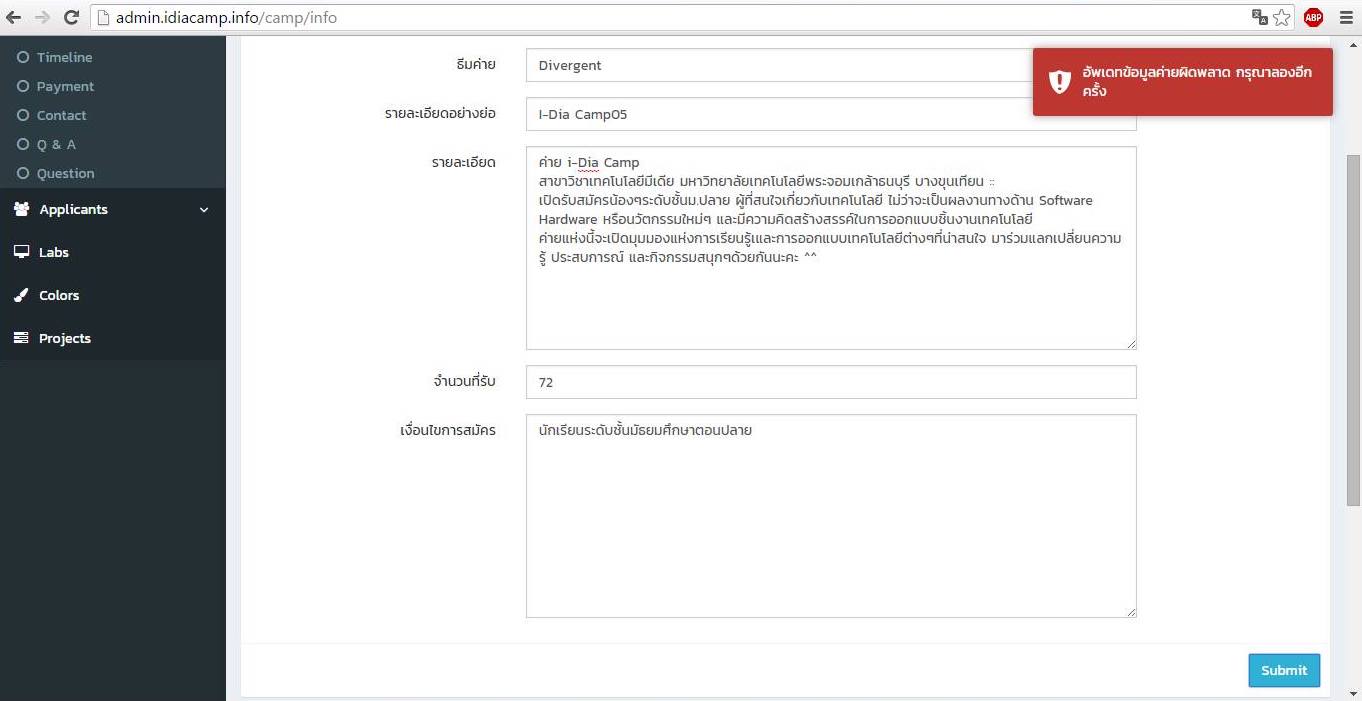 admin.idiacamp.info/camp/info
ABP
Timeline
Payment
Contact
Q & A
Question
Applicants
Labs
Colors
Projects
ธีมค่าย
Divergent
อัพเดทข้อมูลค่ายผิดพลาด กรุณาลองอีก
ครั้ง
รายละเอียดอย่างย่อ
I-Dia Camp05
รายละเอียด
ค่าย i-Dia Camp
สาขาวิชาเทคโนโลยีมีเดีย มหาวิทยาลัยเทคโนโลยีพระจอมเกล้าธนบุรี บางขุนเทียน ::
เปิดรับสมัครน้องๆระดับชั้นม.ปลาย ผู้ที่สนใจเกี่ยวกับเทคโนโลยี ไม่ว่าจะเป็นผลงานทางด้าน Software
Hardware หรือนวัตกรรมใหม่ๆ และมีความคิดสร้างสรรค์ในการออกแบบชิ้นงานเทคโนโลยี
ค่ายแห่งนี้จะเปิดมุมมองแห่งการเรียนรู้และการออกแบบเทคโนโลยีต่างๆที่น่าสนใจ มาร่วมแลกเปลี่ยนความ
รู้ ประสบการณ์ และกิจกรรมสนุกๆด้วยกันนะคะ ^^
จำนวนที่รับ
72
เงื่อนไขการสมัคร
นักเรียนระดับชั้นมัธยมศึกษาตอนปลาย
Submit